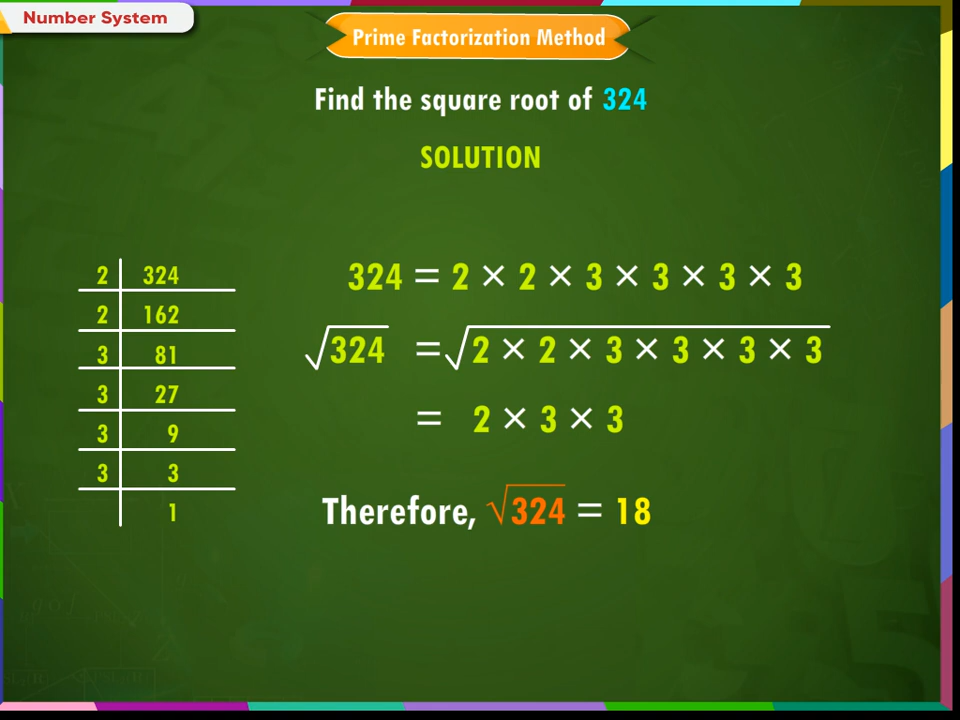 Number System
Prime Factorization Method
Find the square root of 324
SOLUTION
2 324
2 162
3 81
3 27
3 9
3 3
1
324 = 2 × 2 × 3 × 3 × 3 × 3
√324 = √2 × 2 × 3 × 3 × 3 × 3
= 2 × 3 × 3
Therefore, √324 = 18